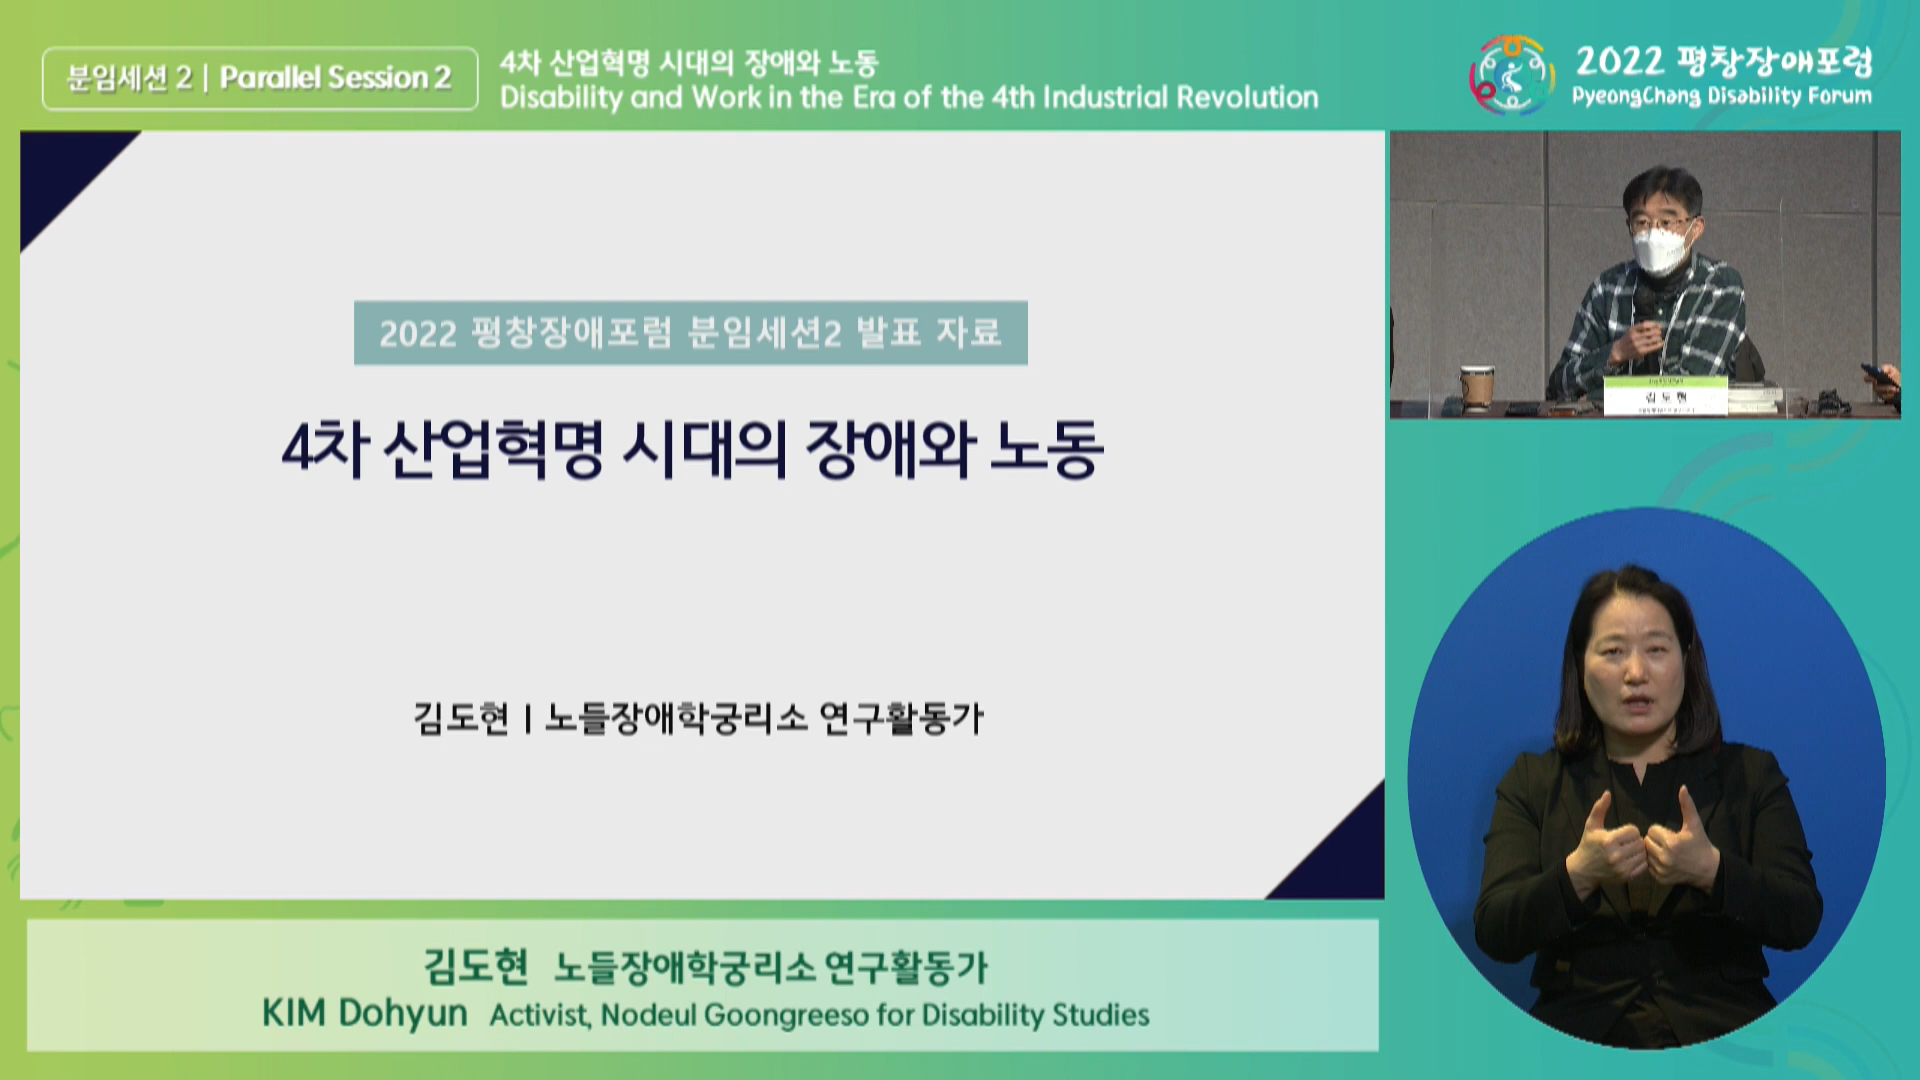 분임세션 2 | Parallel Session 2
4차 산업혁명 시대의 장애와 노동
Disability and Work in the Era of the 4th Industrial Revolution
2022 평창장애포럼
PyeongChang Disability Forum
2022 평창장애포럼 분임세션2 발표 자료
4차 산업혁명 시대의 장애와 노동
김도현 | 노들장애학궁리소 연구활동가
김도현
김도현 노들장애학궁리소 연구활동가
KIM Dohyun Activist, Nodeul Goongreeso for Disability Studies